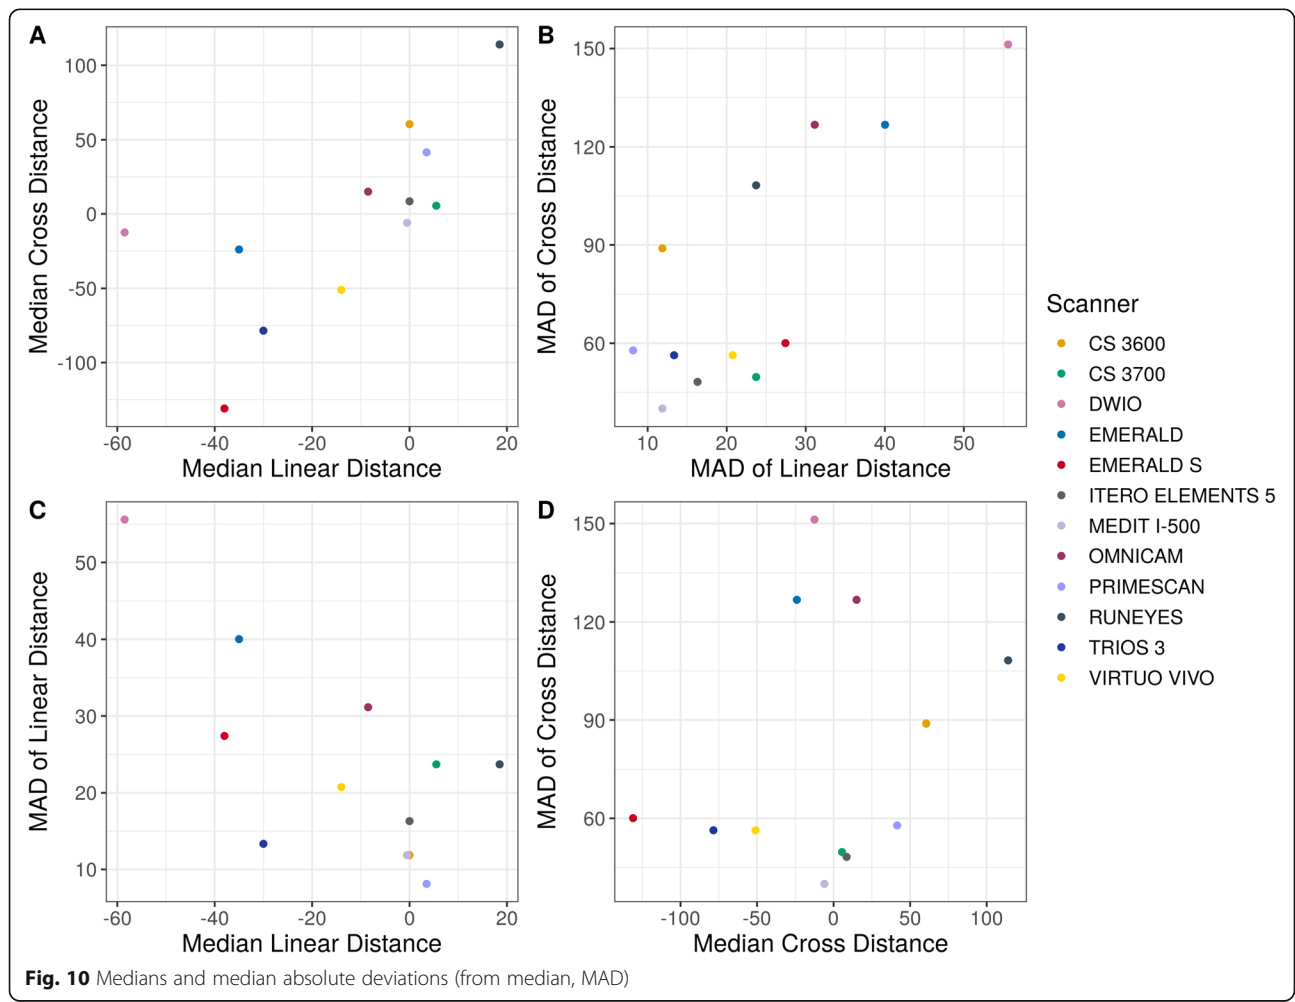 A
100
50
0
-50
-100
Median Cross Distance
-60 -40 -20 0 20
Median Linear Distance
B
150
120
90
60
MAD of Cross Distance
10 20 30 40 50
MAD of Linear Distance
C
50
40
30
20
10
MAD of Linear Distance
-60 -40 -20 0 20
Median Linear Distance
D
150
120
90
60
MAD of Cross Distance
-100 -50 0 50 100
Median Cross Distance
Scanner
CS 3600
CS 3700
DWIO
EMERALD
EMERALD S
ITERO ELEMENTS 5
MEDIT I-500
OMNICAM
PRIMESCAN
RUNEYES
TRIOS 3
VIRTUO VIVO
Fig. 10 Medians and median absolute deviations (from median, MAD)